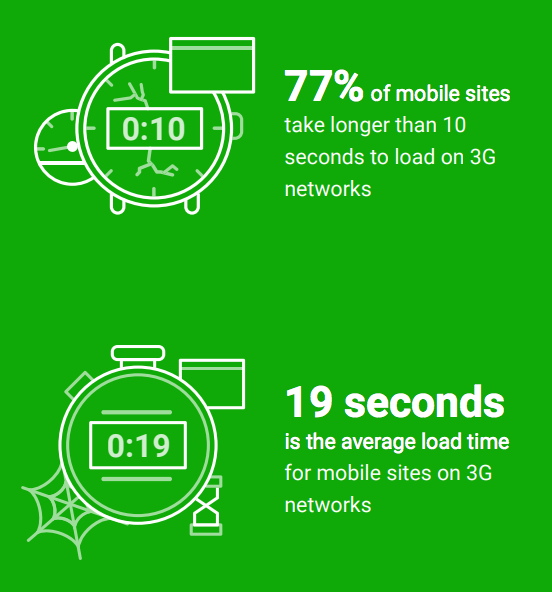 0:10
77% of mobile sites
take longer than 10
seconds to load on 3G
networks
0:19
19 seconds
is the average load time
for mobile sites on 3G
networks